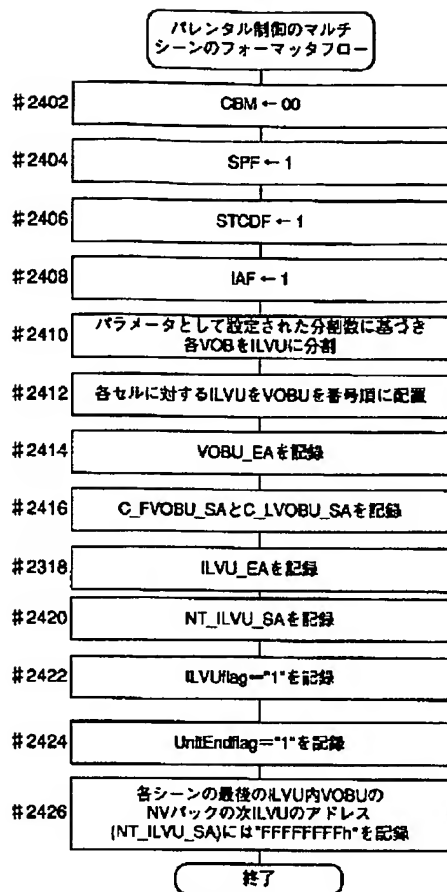 パレンタル制御のマルチ
シーンのフォーマッタフロー
#2402
CBM ← 00
#2404
SPF ← 1
#2406
STCDF ← 1
#2408
IAF ← 1
#2410
パラメータとして設定された分割数に基づき
各VOBをILVUに分割
#2412
各セルに対するILVUをVOBUを番号順に配置
#2414
VOBU_EAを記録
#2416
C_FVOBU_SAとC_LVOBU_SAを記録
#2318
ILVU_EAを記録
#2420
NT_ILVU_SAを記録
#2422
ILVUflag="1"を記録
#2424
UnitEndflag="1"を記録
#2426
各シーンの最後のILVU内VOBUの
NVパックの次ILVUのアドレス
(NT_ILVU_SA)には"FFFFFFFFh"を記録
終了